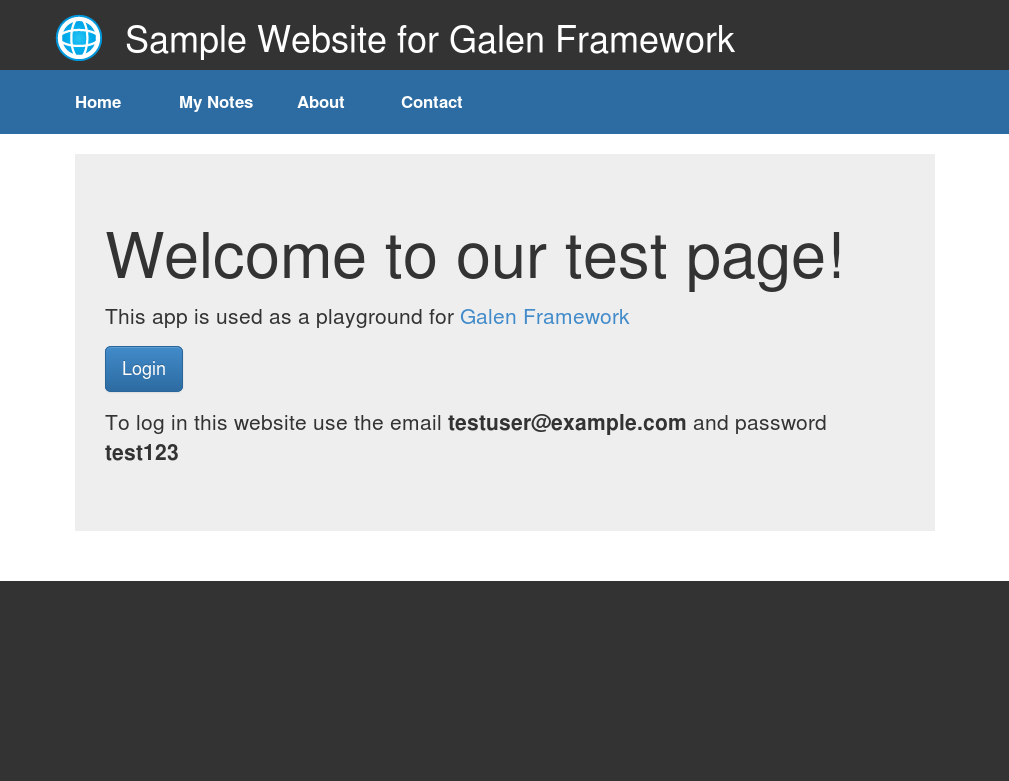 Sample Website for Galen Framework
Home My Notes About Contact
Welcome to our test page!
This app is used as a playground for Galen Framework
Login
To log in this website use the email testuser@example.com and password
test123